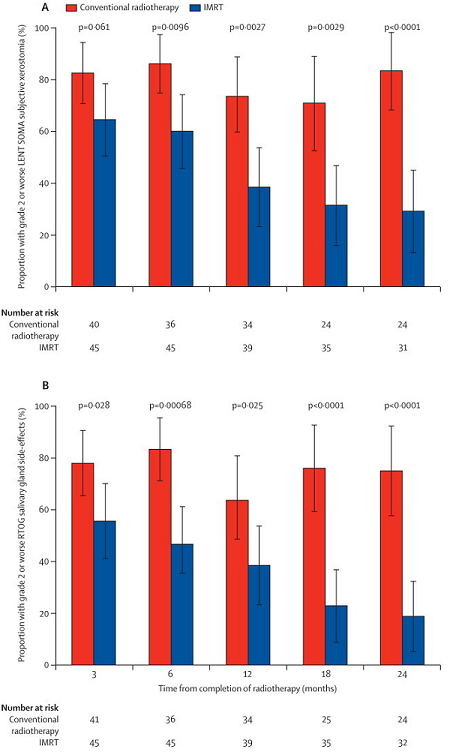 A
Conventional radiotherapy IMRT
p=0·061 p=0·0096 p=0·0027 p=0·0029 p<0·0001
Proportion with grade 2 or worse LENT SOMA subjective xerostomia (%)
100
80
60
40
20
0
Number at risk
Conventional 40 36 34 24 24
radiotherapy
IMRT 45 45 39 35 31
B
p=0·028 p=0·00068 p=0·025 p<0·0001 p<0·0001
Proportion with grade 2 or worse RTOG salivary gland side-effects (%)
100
80
60
40
20
0
3 6 12 18 24
Time from completion of radiotherapy (months)
Number at risk
Conventional 41 36 34 25 24
radiotherapy
IMRT 45 45 39 35 32